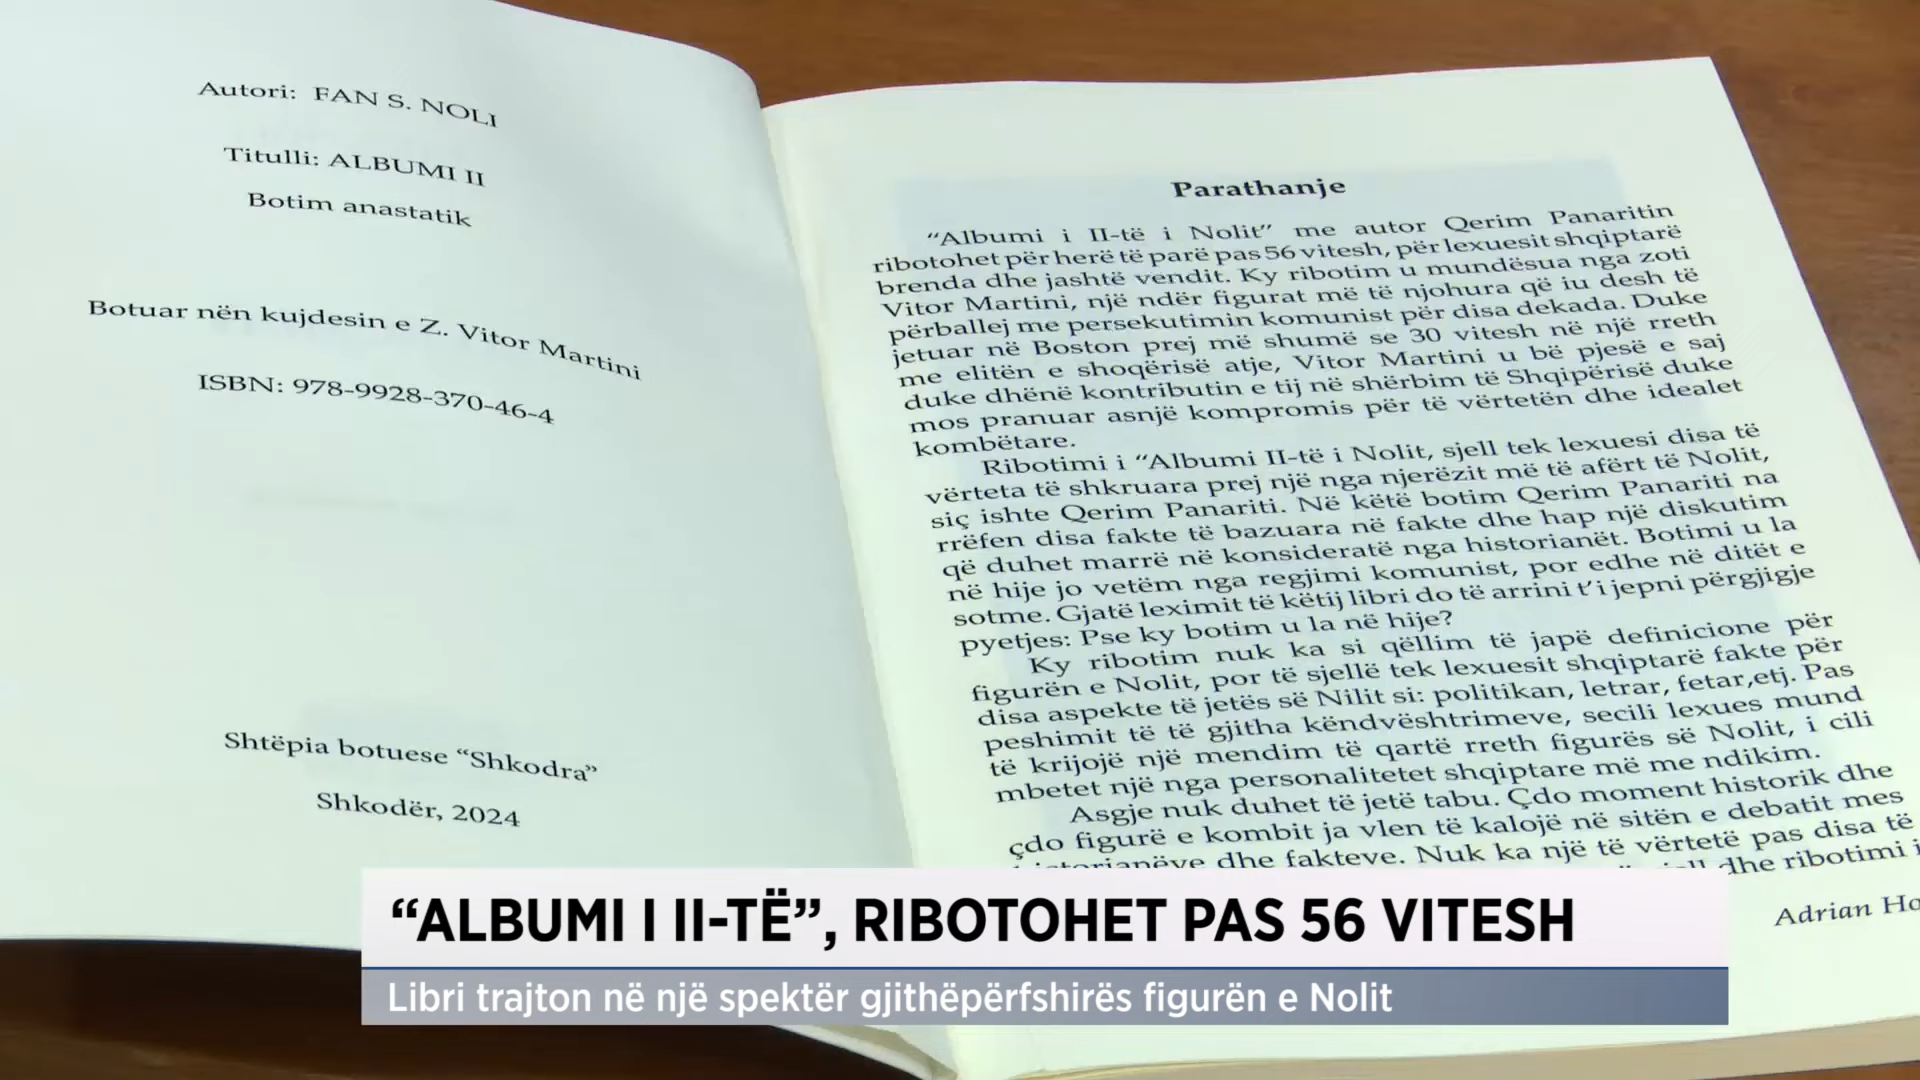 Autori: FAN S. NOLI
Titulli: ALBUMI II
Botim anastatik
Botuar nën kujdesin e Z. Vitor Martini
ISBN: 978-9928-370-46-4
Shtëpia botuese “Shkodra”
Shkodër, 2024
Parathanje
“Albumi i II-të i Nolit” me autor Qerim Panaritin
ribotohet për herë të parë pas 56 vitesh, për lexuesit shqiptarë
brenda dhe jashtë vendit. Ky ribotim u mundësua nga zoti
Vitor Martini, një ndër figurat më të njohura që iu desh të
përballej me persekutimin komunist për disa dekada. Duke
jetuar në Boston prej më shumë se 30 vitesh në një rreth
me elitën e shoqërisë atje, Vitor Martini u bë pjesë e saj
duke dhënë kontributin e tij në shërbim të Shqipërisë duke
mos pranuar asnjë kompromis për të vërtetën dhe idealet
kombëtare.
Ribotimi i “Albumi II-të i Nolit, sjell tek lexuesi disa të
vërteta të shkruara prej një nga njerëzit më të afërt të Nolit,
siç ishte Qerim Panariti. Në këtë botim Qerim Panariti na
rrëfen disa fakte të bazuara në fakte dhe hap një diskutim
që duhet marrë në konsideratë nga historianët. Botimi u la
në hije jo vetëm nga regjimi komunist, por edhe në ditët e
sotme. Gjatë leximit të këtij libri do të arrini t’i jepni përgjigje
pyetjes: Pse ky botim u la në hije?
Ky ribotim nuk ka si qëllim të japë definicione për
figurën e Nolit, por të sjellë tek lexuesit shqiptarë fakte për
disa aspekte të jetës së Nilit si: politikan, letrar, fetar,etj. Pas
peshimit të të gjitha këndvështrimeve, secili lexues mund
të krijojë një mendim të qartë rreth figurës së Nolit, i cili
mbetet një nga personalitetet shqiptare më me ndikim.
Asgje nuk duhet të jetë tabu. Çdo moment historik dhe
çdo figurë e kombit ja vlen të kalojë në sitën e debatit mes
historianëve dhe fakteve. Nuk ka një të vërtetë pas disa të
dhe ribotimi i
Adrian
“ALBUMI I II-TË”, RIBOTOHET PAS 56 VITESH
Libri trajton në një spektër gjithëpërfshirës figurën e Nolit